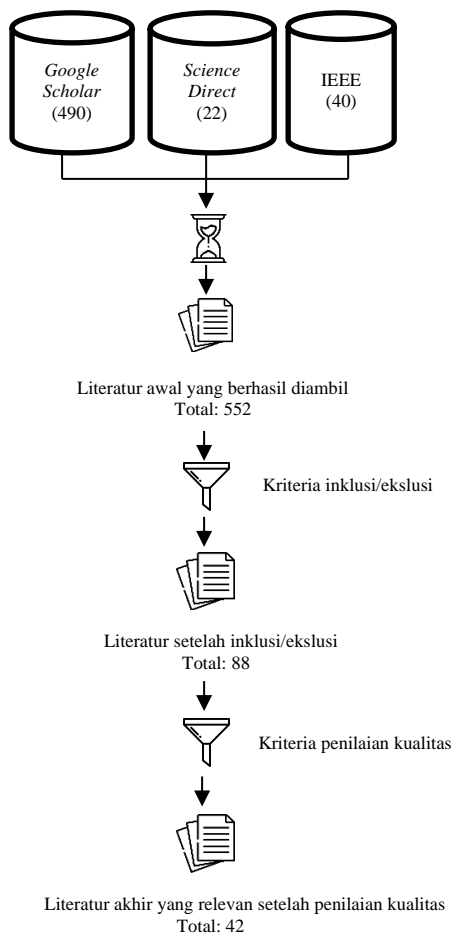 Google
Scholar
(490)
Science
Direct
(22)
IEEE
(40)
Literatur awal yang berhasil diambil
Total: 552
Kriteria inklusi/ekslusi
Literatur setelah inklusi/ekslusi
Total: 88
Kriteria penilaian kualitas
Literatur akhir yang relevan setelah penilaian kualitas
Total: 42